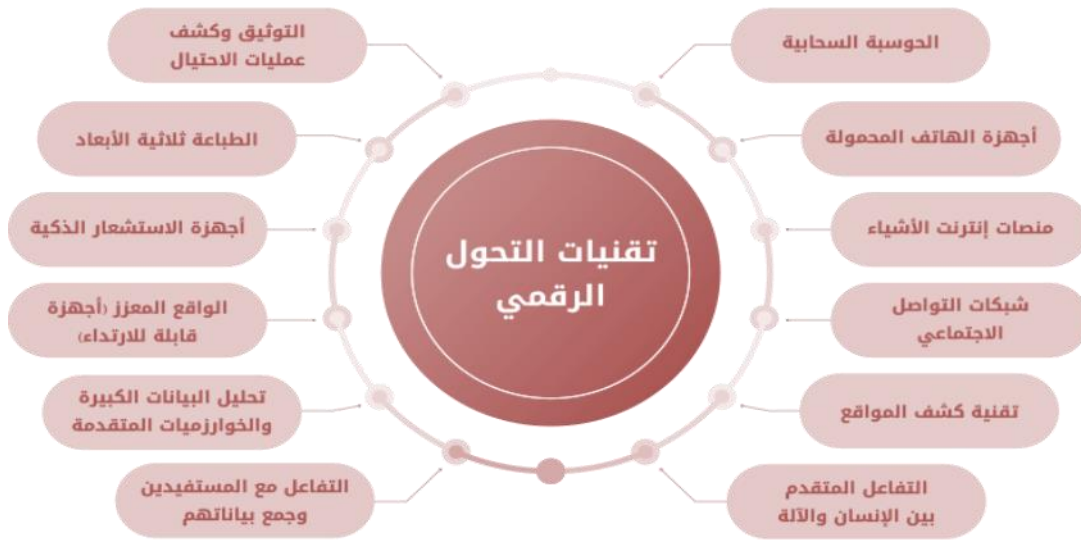 تقنيات التحول
الرقمي
الحوسبة السحابية
أجهزة الهاتف المحمولة
منصات إنترنت الأشياء
شبكات التواصل
الاجتماعي
تقنية كشف المواقع
التفاعل المتقدم
بين الإنسان والآلة
التوثيق وكشف
عمليات الاحتيال
الطباعة ثلاثية الأبعاد
أجهزة الاستشعار الذكية
الواقع المعزز (أجهزة
قابلة للارتداء)
تحليل البيانات الكبيرة
والخوارزميات المتقدمة
التفاعل مع المستفيدين
وجمع بياناتهم